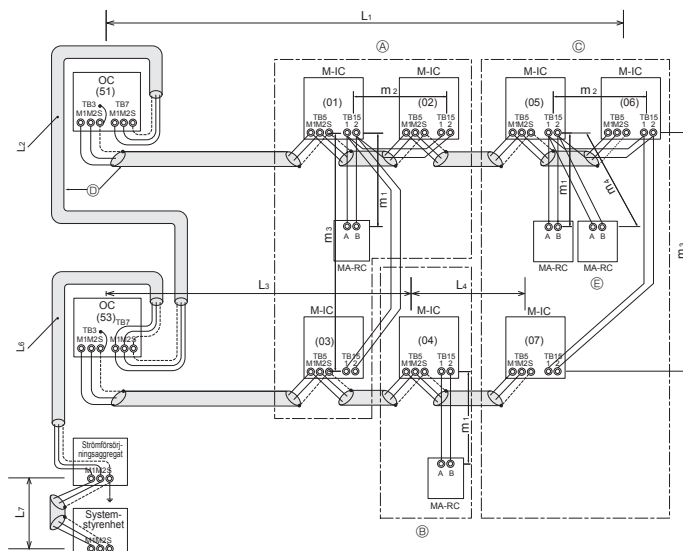 L1
Ⓐ
Ⓒ
OC
(51)
TB3 TB7
M1M2S M1M2S
M-IC
(01)
TB5 TB15
M1M2S 1 2
m2
M-IC
(02)
TB5 TB15
M1M2S 1 2
M-IC
(05)
TB5 TB15
M1M2S 1 2
m2
M-IC
(06)
TB5 TB15
M1M2S 1 2
L2
Ⓓ
m1
m3
m1
m4
m3
A B
MA-RC
A B
MA-RC
A B
MA-RC
Ⓔ
L3
L4
OC
(53)
TB3 TB7
M1M2S M1M2S
M-IC
(03)
TB5 TB15
M1M2S 1 2
M-IC
(04)
TB5 TB15
M1M2S 1 2
M-IC
(07)
TB5 TB15
M1M2S 1 2
L6
m1
A B
MA-RC
Ⓑ
Strömförsörj-
ningsaggregat
M1M2S
L7
System-
styrenhet
M1M2S